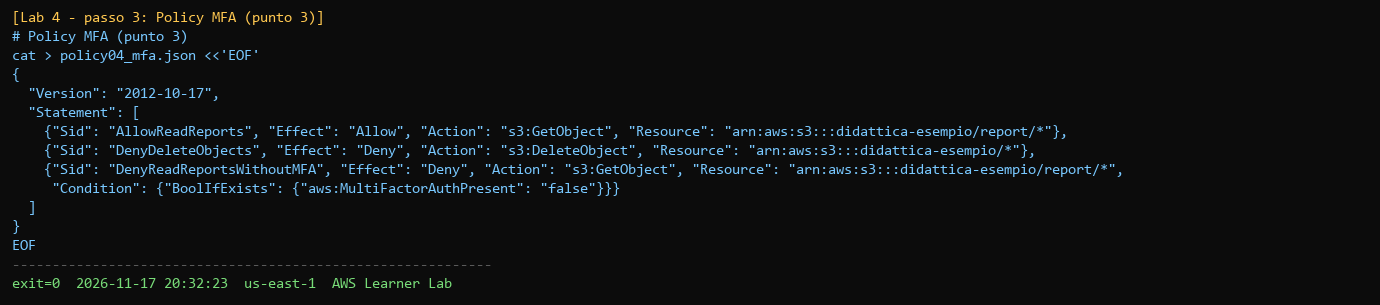 [Lab 4 - passo 3: Policy MFA (punto 3)]
# Policy MFA (punto 3)
cat > policy04_mfa.json <<'EOF'
{
  "Version": "2012-10-17",
  "Statement": [
    {"Sid": "AllowReadReports", "Effect": "Allow", "Action": "s3:GetObject", "Resource": "arn:aws:s3:::didattica-esempio/report/*"},
    {"Sid": "DenyDeleteObjects", "Effect": "Deny", "Action": "s3:DeleteObject", "Resource": "arn:aws:s3:::didattica-esempio/*"},
    {"Sid": "DenyReadReportsWithoutMFA", "Effect": "Deny", "Action": "s3:GetObject", "Resource": "arn:aws:s3:::didattica-esempio/report/*",
     "Condition": {"BoolIfExists": {"aws:MultiFactorAuthPresent": "false"}}}
  ]
}
EOF
------------------------------------------------------------
exit=0  2026-11-17 20:32:23  us-east-1  AWS Learner Lab